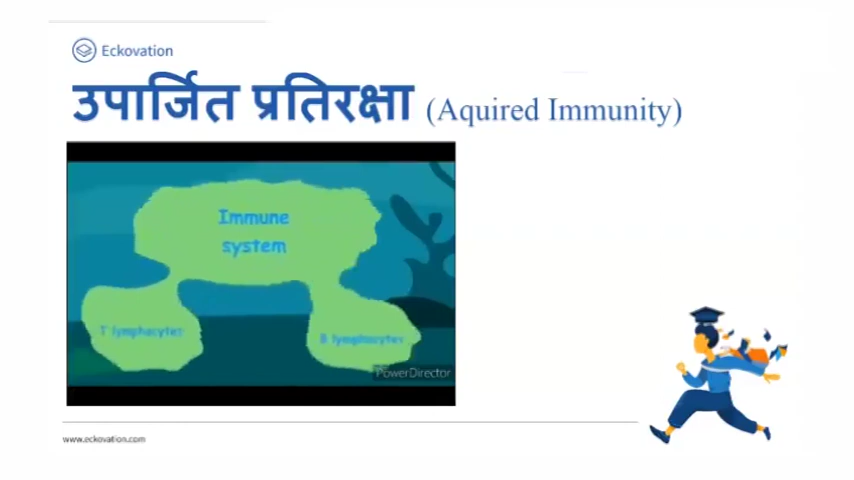 Eckovation
उपार्जित प्रतिरक्षा (Aquired Immunity)
Immune
system
T lymphocytes
B lymphocytes
PowerDirector
www.eckovation.com